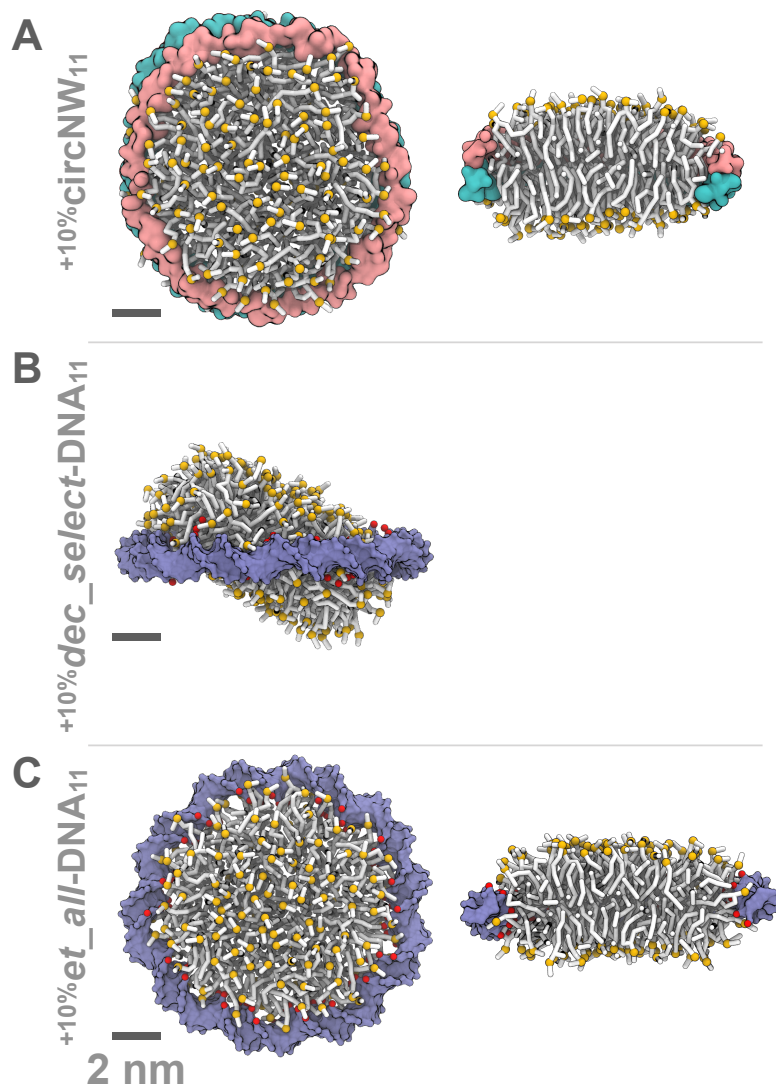 A
+10%circNW11
B
+10%dec_select-DNA11
C
+10%et_all-DNA11
2 nm